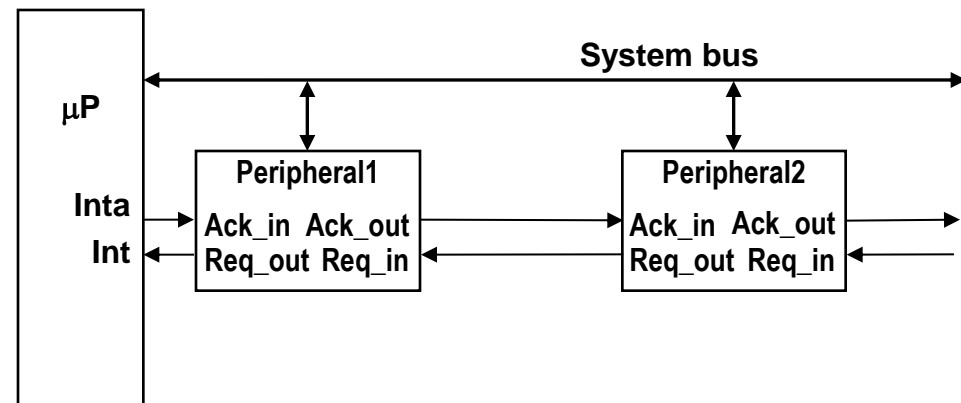 System bus
μP
Peripheral1
Peripheral2
Inta
Ack_in Ack_out
Ack_in Ack_out
Int
Req_out Req_in
Req_out Req_in